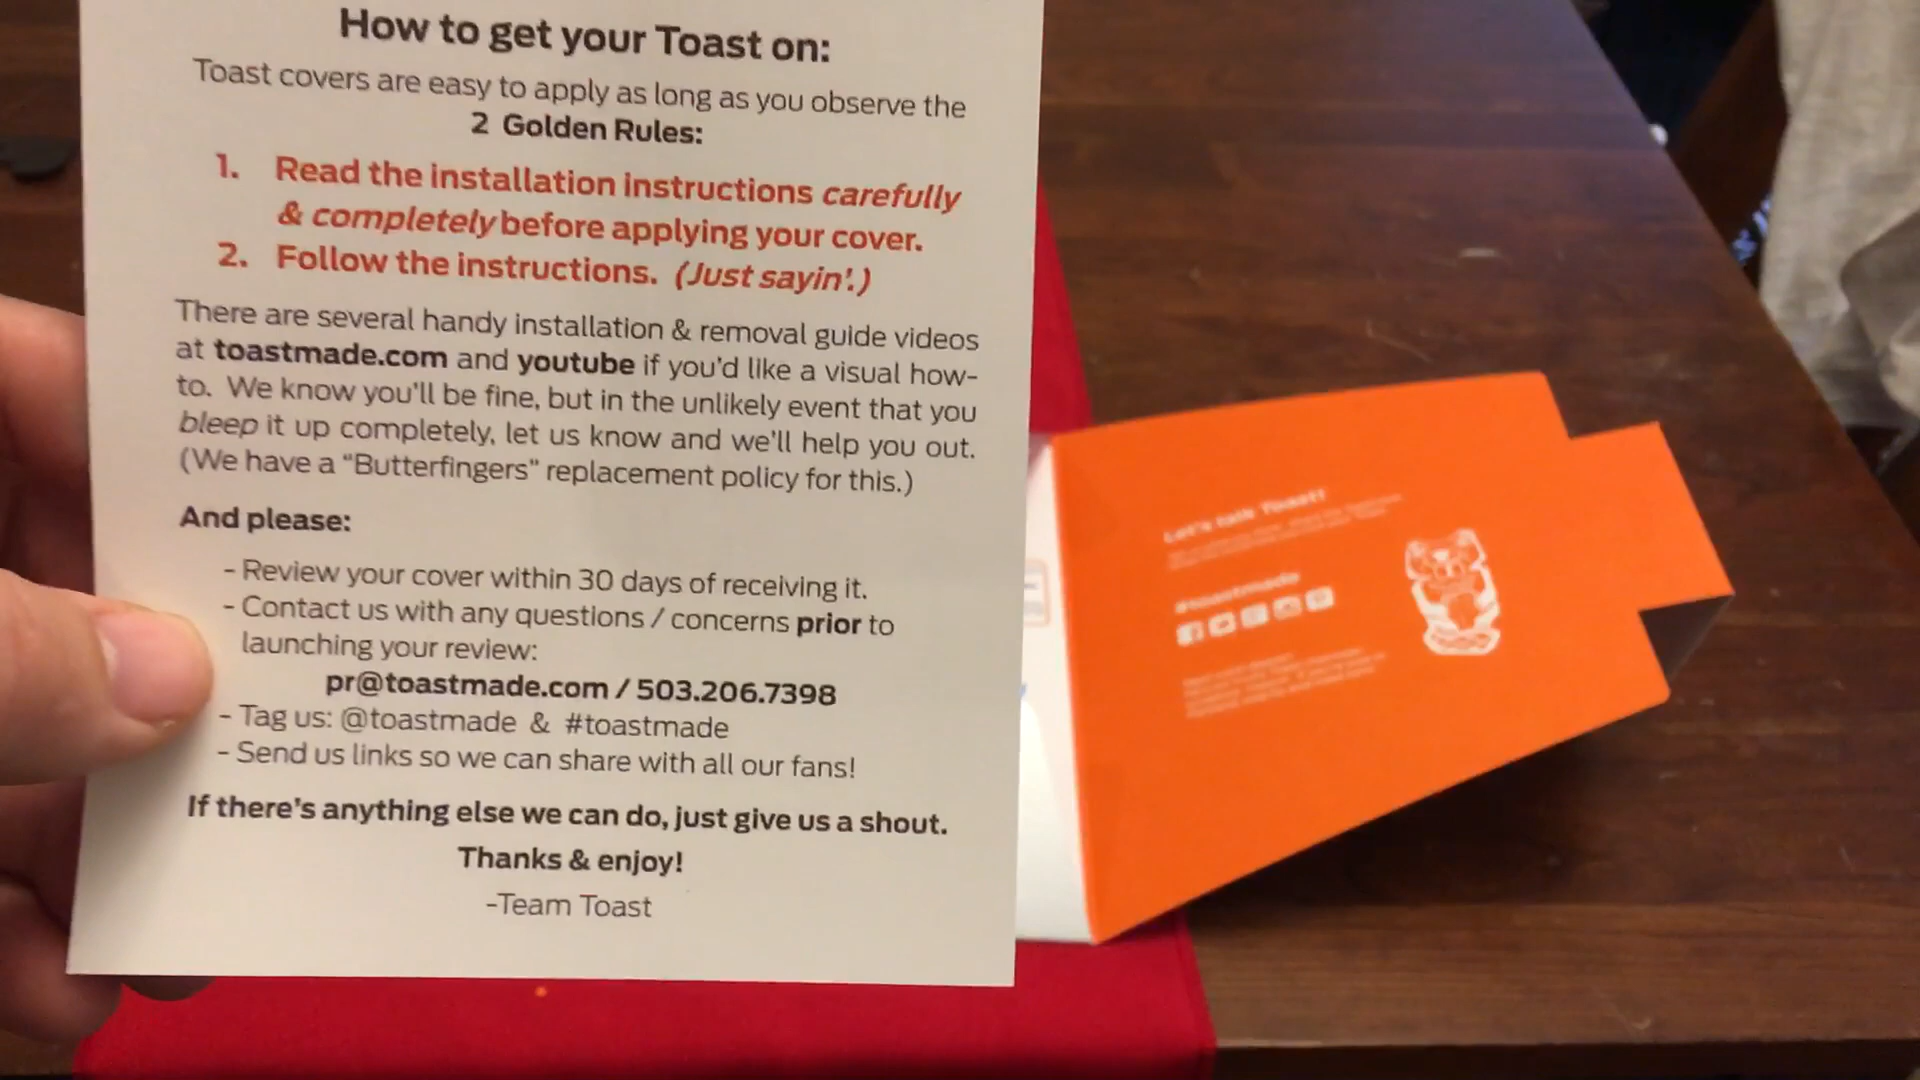 How to get your Toast on:
Toast covers are easy to apply as long as you observe the
2 Golden Rules:
1. Read the installation instructions carefully
& completely before applying your cover.
2. Follow the instructions. (Just sayin'.)
There are several handy installation & removal guide videos
at toastmade.com and youtube if you'd like a visual how-
to. We know you'll be fine, but in the unlikely event that you
bleep it up completely, let us know and we'll help you out.
(We have a "Butterfingers" replacement policy for this.)
And please:
- Review your cover within 30 days of receiving it.
- Contact us with any questions / concerns prior to
launching your review:
pr@toastmade.com / 503.206.7398
- Tag us: @toastmade & #toastmade
- Send us links so we can share with all our fans!
If there's anything else we can do, just give us a shout.
Thanks & enjoy!
-Team Toast
Let's talk Toast!
#toastmade